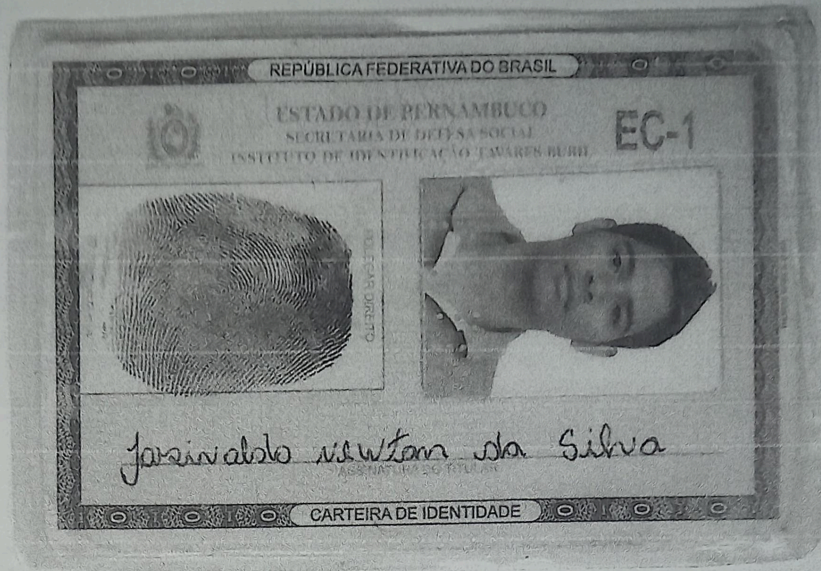 REPÚBLICA FEDERATIVA DO BRASIL
ESTADO DE PERNAMBUCO
SECRETARIA DE DEFESA SOCIAL
INSTITUTO DE IDENTIFICAÇÃO TAVARES BURIL
EC-1
POLEGAR DIREITO
Josivaldo Newton da Silva
ASSINATURA DO TITULAR
CARTEIRA DE IDENTIDADE